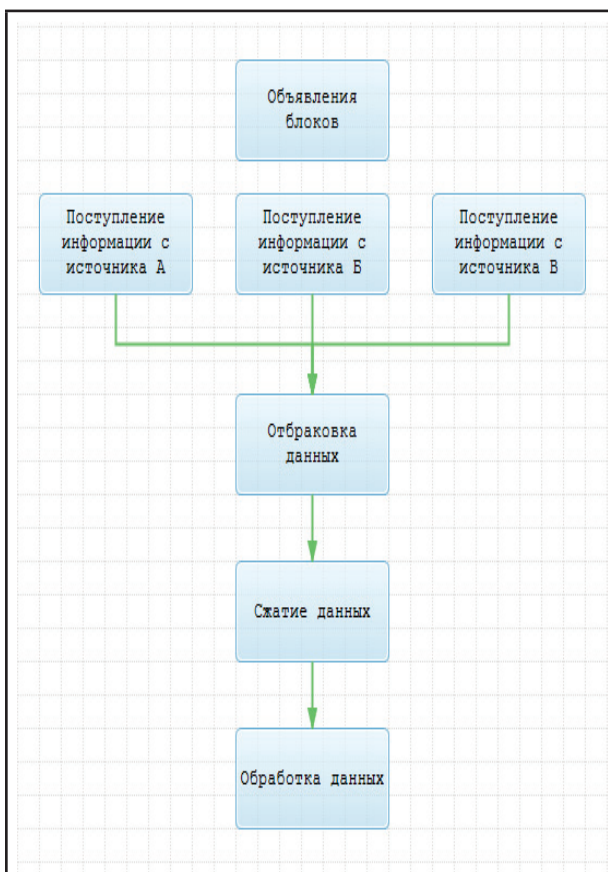 Объявления
блоков
Поступление
информации с
источника А
Поступление
информации с
источника Б
Поступление
информации с
источника В
Отбраковка
данных
Сжатие данных
Обработка данных